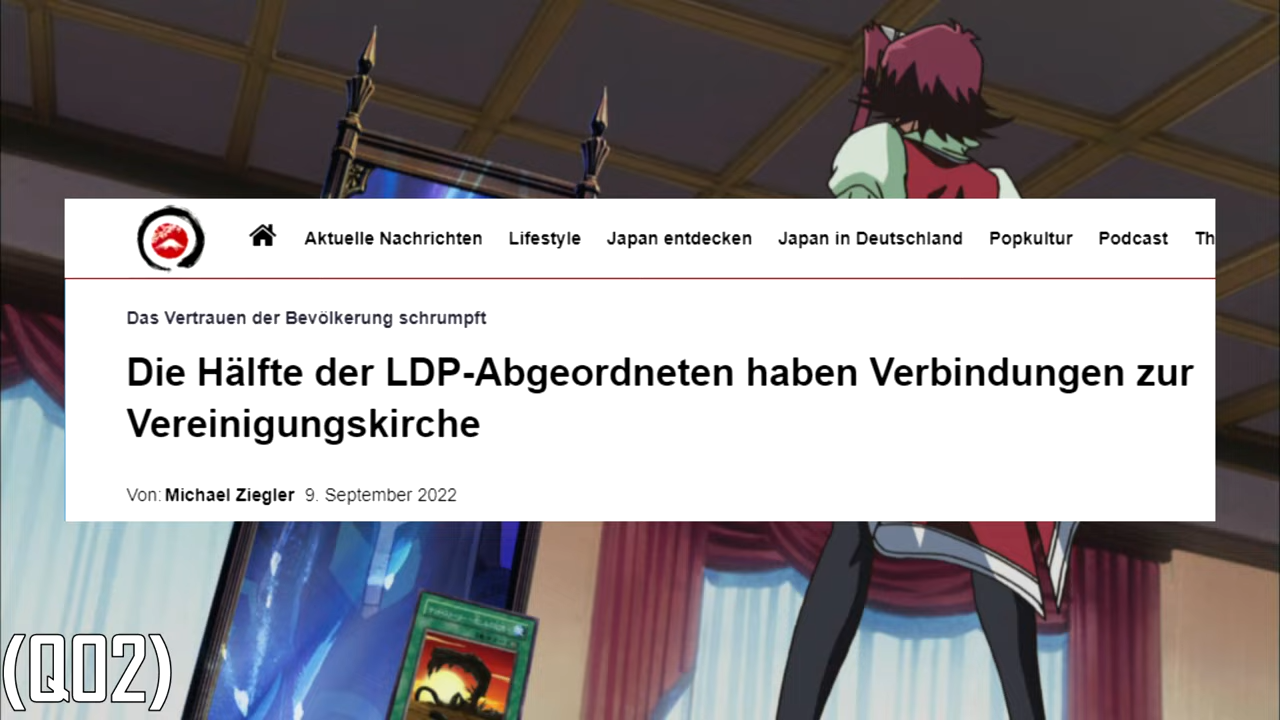 Aktuelle Nachrichten Lifestyle Japan entdecken Japan in Deutschland Popkultur Podcast Th
Das Vertrauen der Bevölkerung schrumpft
Die Hälfte der LDP-Abgeordneten haben Verbindungen zur
Vereinigungskirche
Von: Michael Ziegler 9. September 2022
(Q02)